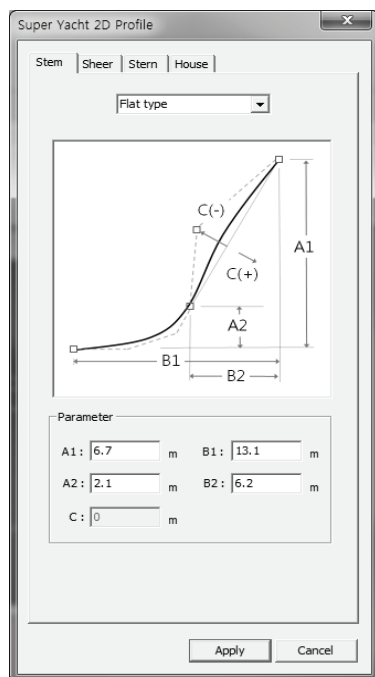 Super Yacht 2D Profile
Stem Sheer Stern House
Flat type
C(-)
A1
C(+)
A2
B1
B2
Parameter
A1: 6.7 m B1: 13.1 m
A2: 2.1 m B2: 6.2 m
C: 0 m
Apply Cancel